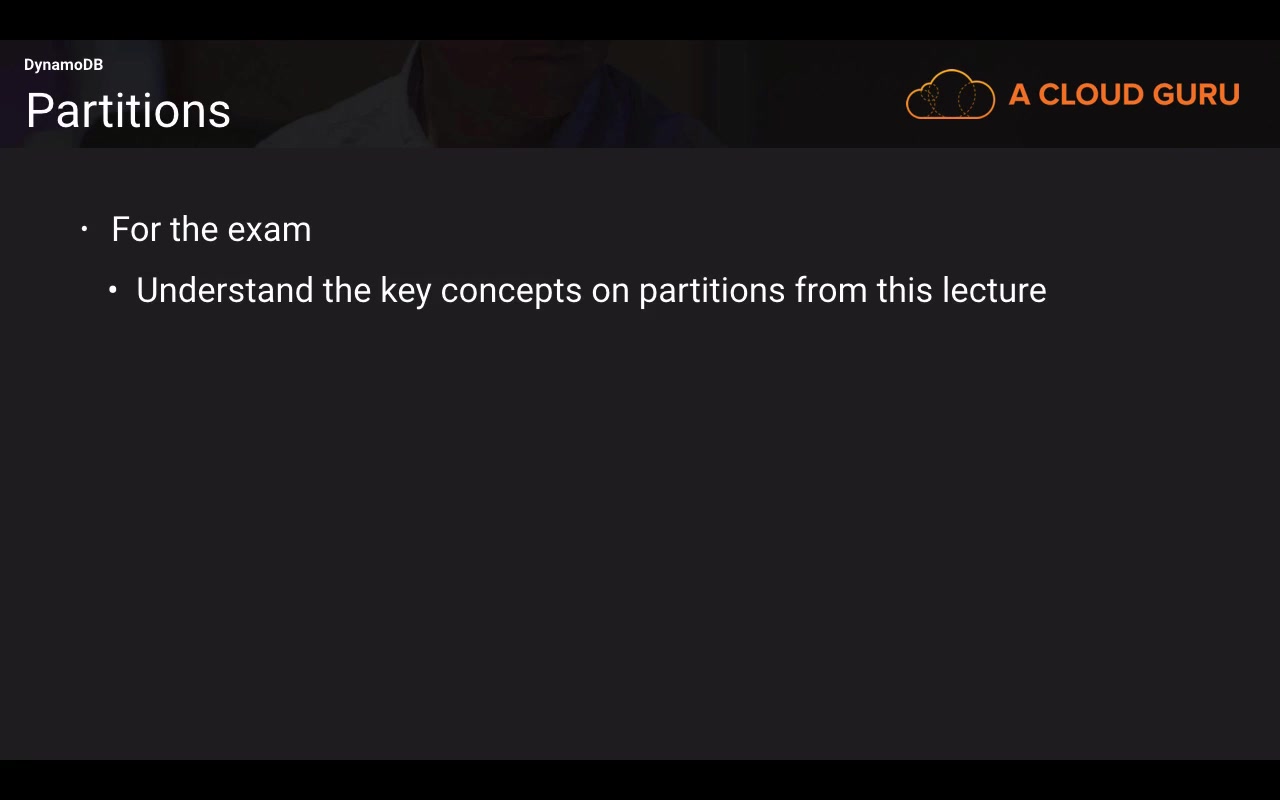 DynamoDB
Partitions
A CLOUD GURU
• For the exam
• Understand the key concepts on partitions from this lecture